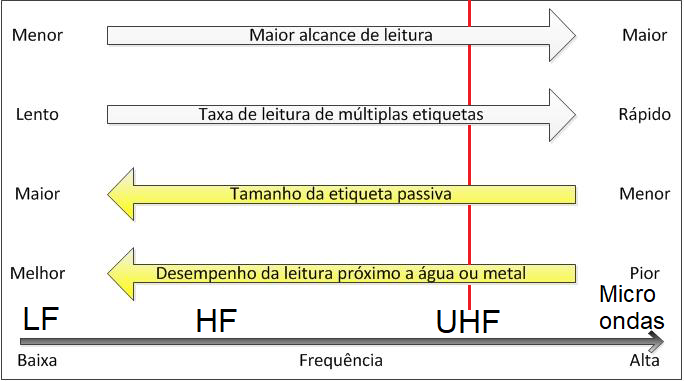 Menor Maior alcance de leitura Maior
Lento Taxa de leitura de múltiplas etiquetas Rápido
Maior Tamanho da etiqueta passiva Menor
Melhor Desempenho da leitura próximo a água ou metal Pior
LF HF UHF Micro
ondas
Baixa Frequência Alta